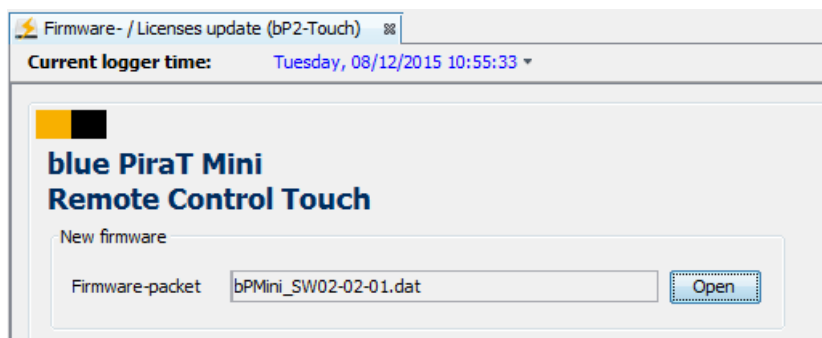 Firmware- / Licenses update (bP2-Touch)
Current logger time: Tuesday, 08/12/2015 10:55:33
blue PiraT Mini
Remote Control Touch
New firmware
Firmware-packet bPMini_SW02-02-01.dat Open